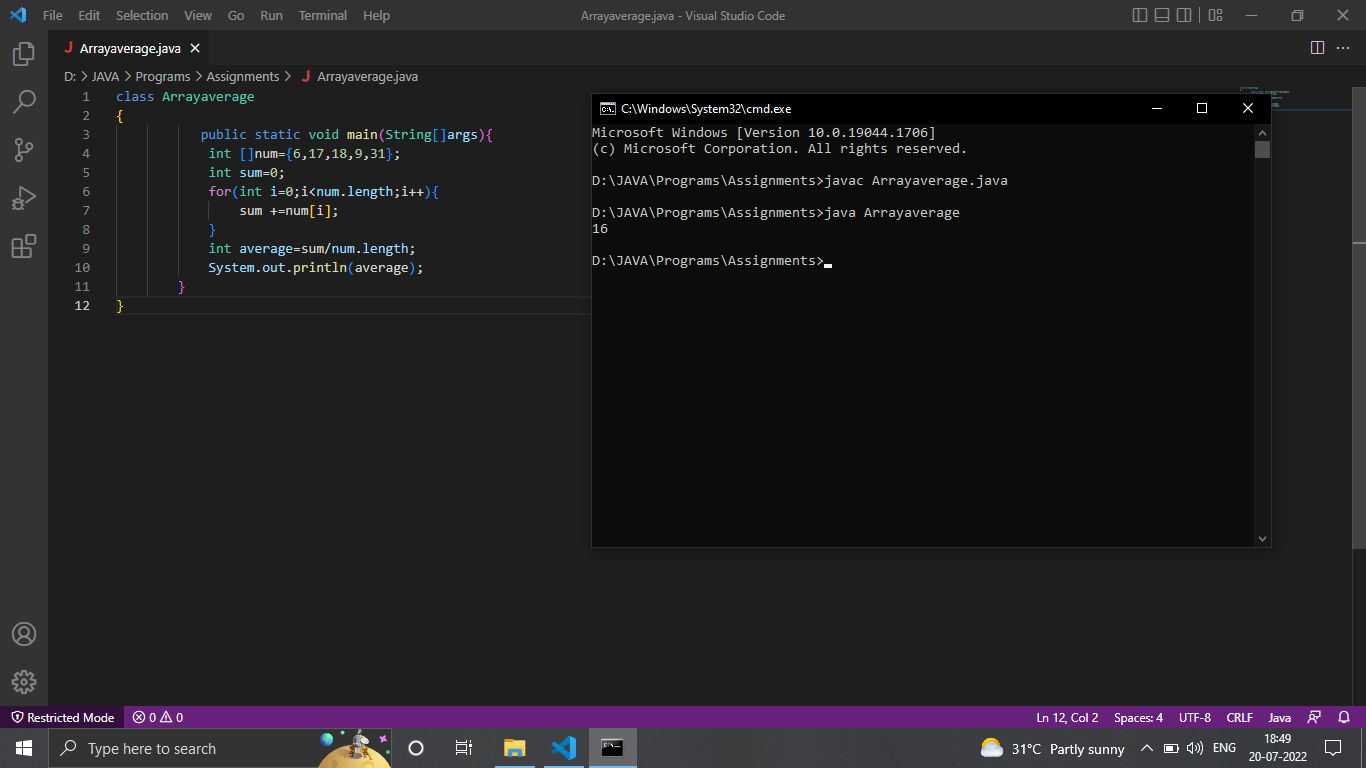 File Edit Selection View Go Run Terminal Help Arrayaverage.java - Visual Studio Code
J Arrayaverage.java
D: > JAVA > Programs > Assignments > J Arrayaverage.java
1 class Arrayaverage
2 {
3 public static void main(String[]args){
4 int []num={6,17,18,9,31};
5 int sum=0;
6 for(int i=0;i<num.length;i++){
7 sum +=num[i];
8 }
9 int average=sum/num.length;
10 System.out.println(average);
11 }
12 }
C:\Windows\System32\cmd.exe
Microsoft Windows [Version 10.0.19044.1706]
(c) Microsoft Corporation. All rights reserved.
D:\JAVA\Programs\Assignments>javac Arrayaverage.java
D:\JAVA\Programs\Assignments>java Arrayaverage
16
D:\JAVA\Programs\Assignments>
Restricted Mode 0 0 Ln 12, Col 2 Spaces: 4 UTF-8 CRLF Java
Type here to search 31°C Partly sunny ENG 18:49
20-07-2022